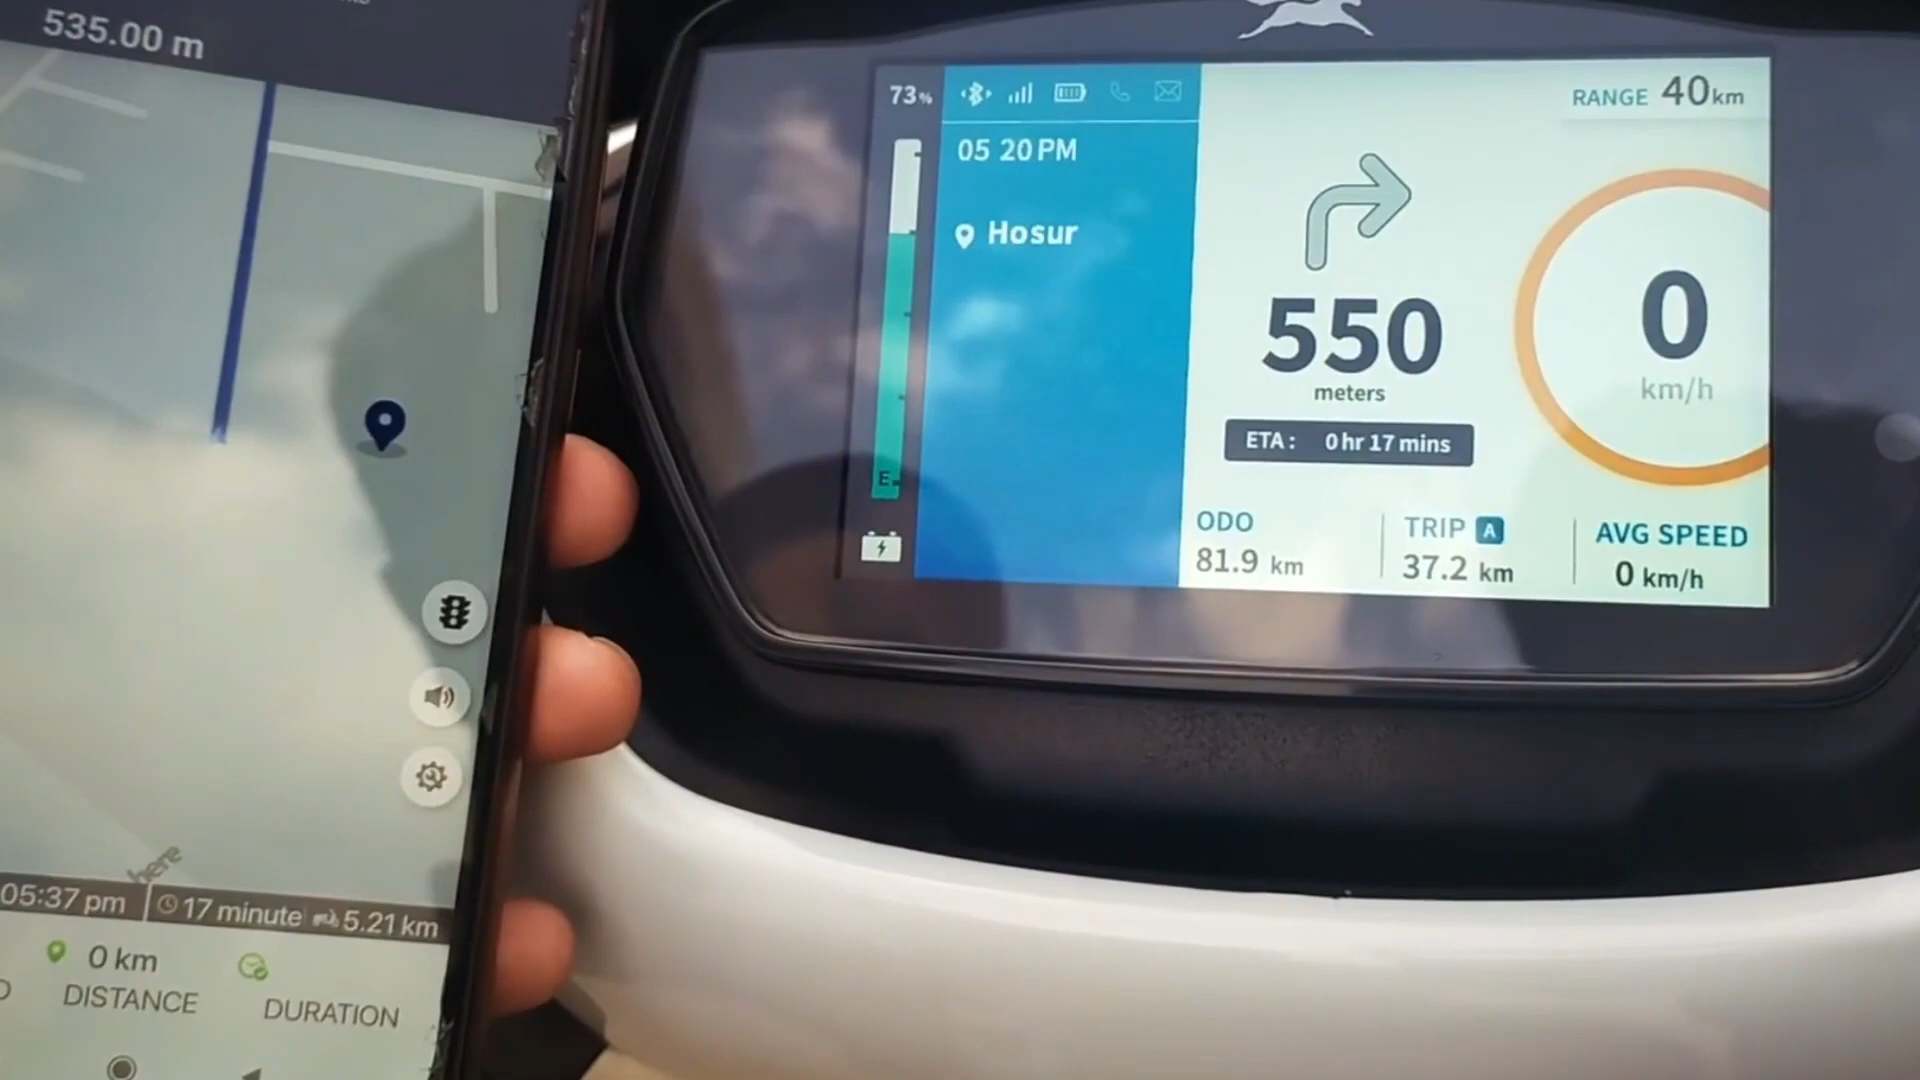 535.00 m
here
05:37 pm
17 minute
5.21 km
0 km
DISTANCE
DURATION
73%
05 20 PM
Hosur
E
RANGE 40 km
550
meters
ETA : 0 hr 17 mins
0
km/h
ODO
81.9 km
TRIP A
37.2 km
AVG SPEED
0 km/h